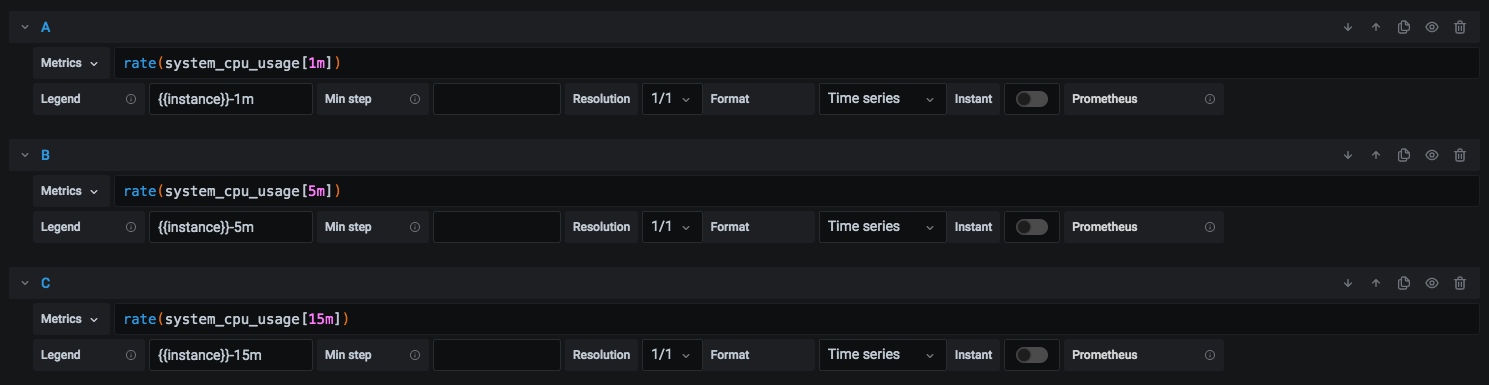 A
Metrics rate(system_cpu_usage[1m])
Legend {{instance}}-1m Min step Resolution 1/1 Format Time series Instant Prometheus
B
Metrics rate(system_cpu_usage[5m])
Legend {{instance}}-5m Min step Resolution 1/1 Format Time series Instant Prometheus
C
Metrics rate(system_cpu_usage[15m])
Legend {{instance}}-15m Min step Resolution 1/1 Format Time series Instant Prometheus